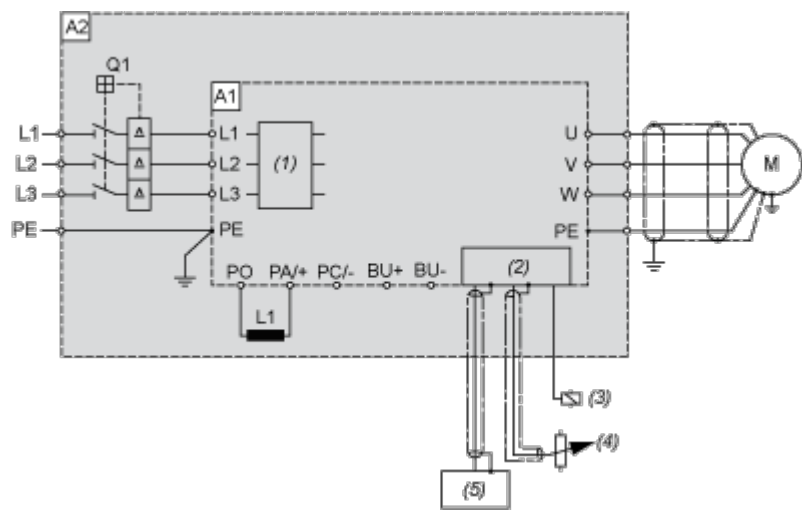 A2
Q1
A1
L1 Δ L1 U
L2 Δ L2 (1) V M
L3 Δ L3 W
PE PE PE
PO PA/+ PC/- BU+ BU- (2)
L1
(3)
(4)
(5)